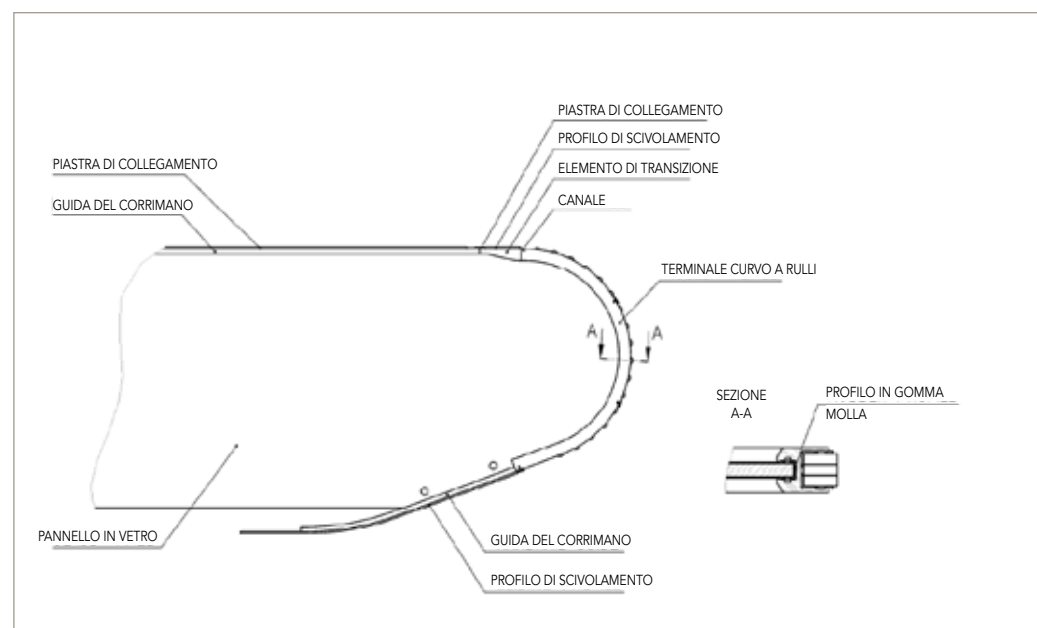 PIASTRA DI COLLEGAMENTO
PROFILO DI SCIVOLAMENTO
ELEMENTO DI TRANSIZIONE
CANALE
PIASTRA DI COLLEGAMENTO
GUIDA DEL CORRIMANO
TERMINALE CURVO A RULLI
A A
SEZIONE
A-A
PROFILO IN GOMMA
MOLLA
PANNELLO IN VETRO
GUIDA DEL CORRIMANO
PROFILO DI SCIVOLAMENTO